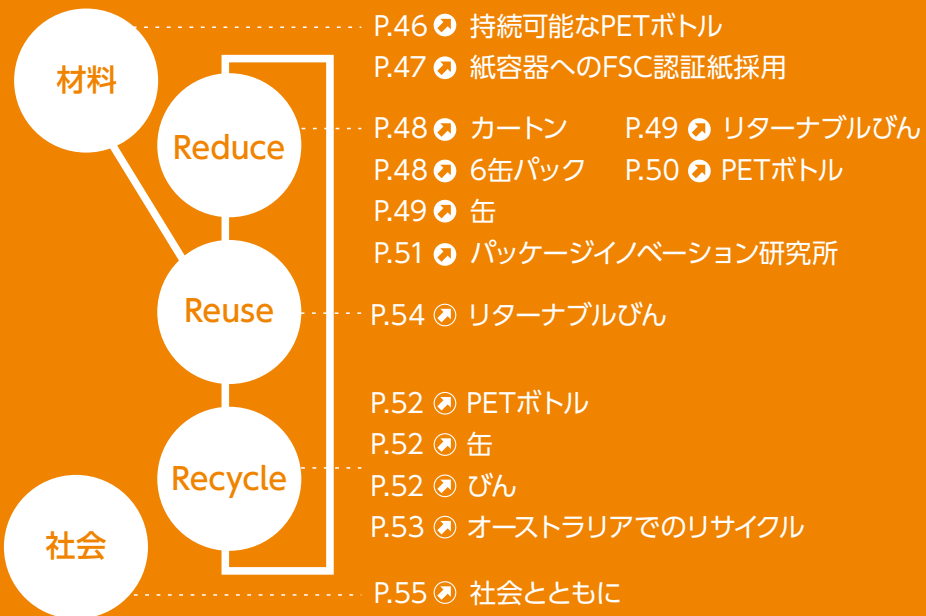 材料
P.46 持続可能なPETボトル
P.47 紙容器へのFSC認証紙採用
Reduce
P.48 カートン P.49 リターナブルびん
P.48 6缶パック P.50 PETボトル
P.49 缶
P.51 パッケージイノベーション研究所
Reuse
P.54 リターナブルびん
Recycle
P.52 PETボトル
P.52 缶
P.52 びん
P.53 オーストラリアでのリサイクル
社会
P.55 社会とともに